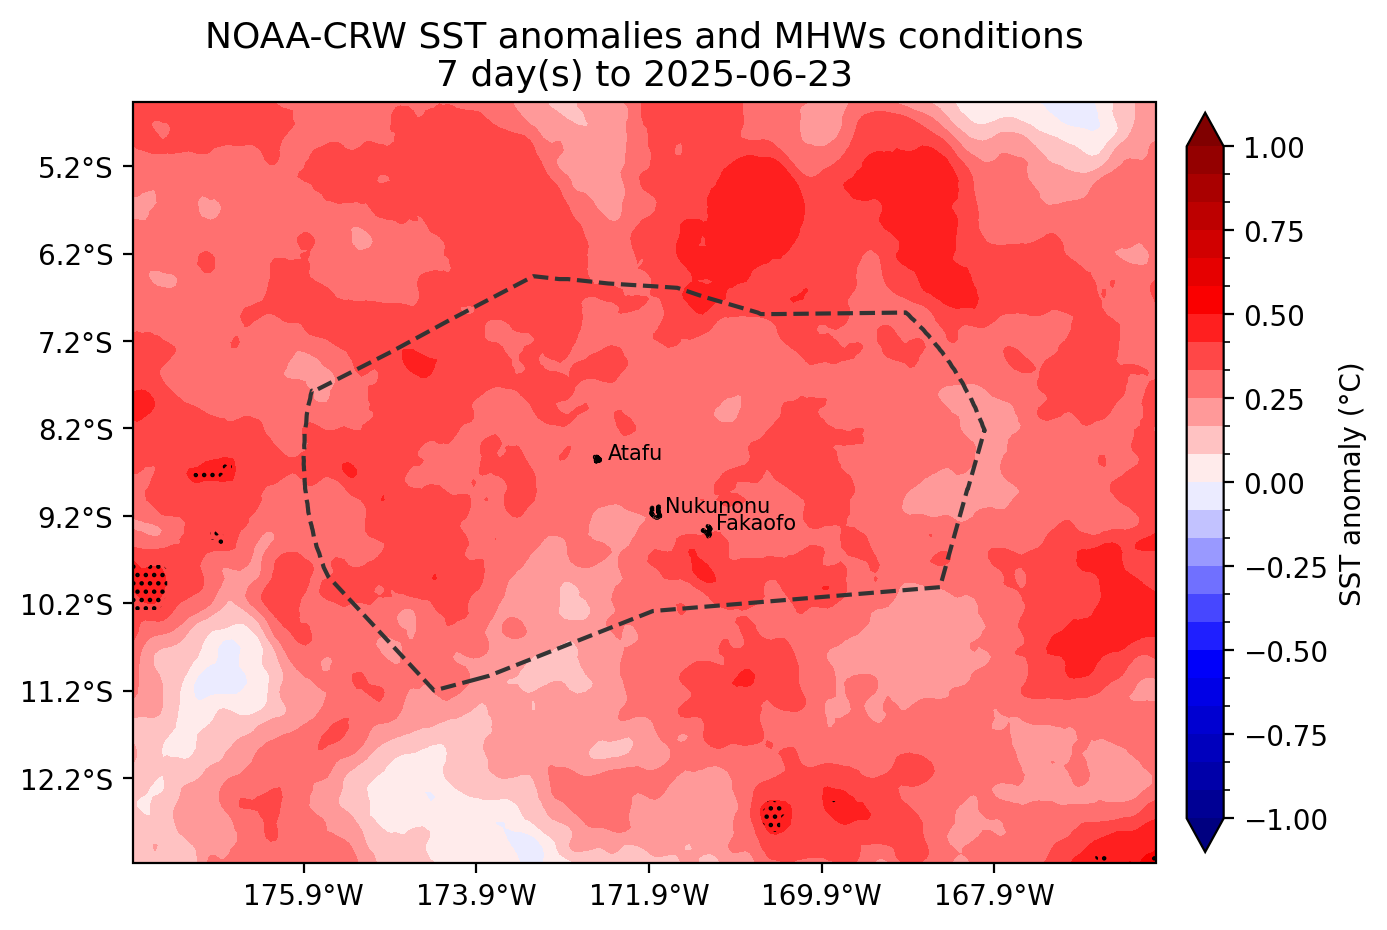 NOAA-CRW SST anomalies and MHWs conditions
7 day(s) to 2025-06-23
5.2°S
6.2°S
7.2°S
8.2°S
9.2°S
10.2°S
11.2°S
12.2°S
Atafu
Nukunonu
Fakaofo
175.9°W
173.9°W
171.9°W
169.9°W
167.9°W
1.00
0.75
0.50
0.25
0.00
−0.25
−0.50
−0.75
−1.00
SST anomaly (°C)